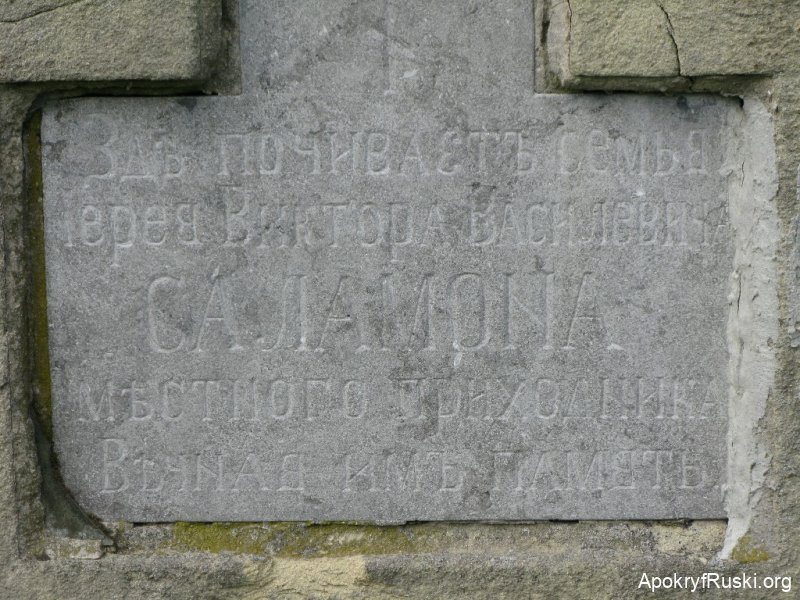 Здѣ почиваетъ семья
іерея Виктора Василевича
САЛАМОНА
мѣстного приходника
Вѣчная имъ память
ApokryfRuski.org